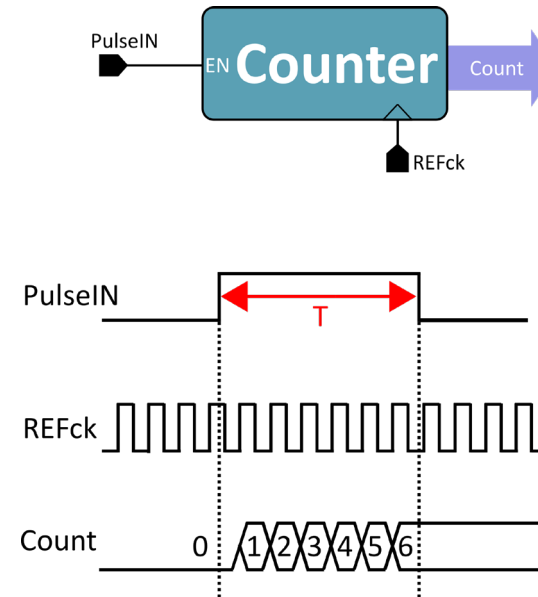 PulseIN
EN Counter
Count
REFck
PulseIN
T
REFck
Count 0 1 2 3 4 5 6